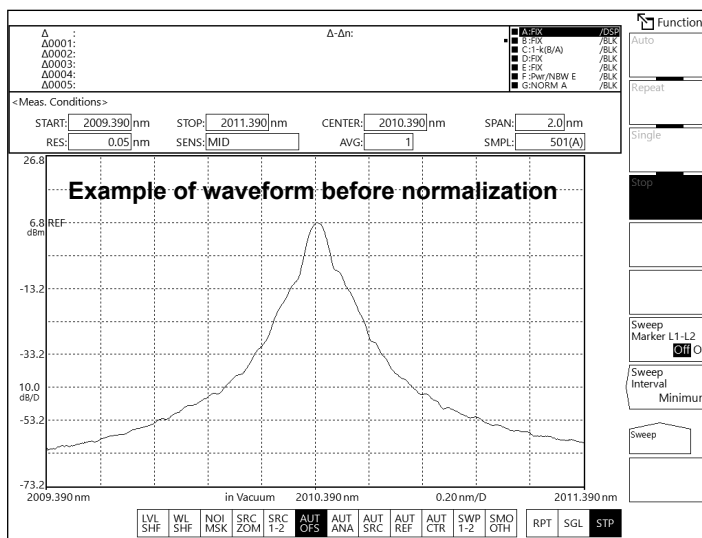 Function
Δ :
Δ0001:
Δ0002:
Δ0003:
Δ0004:
Δ0005:
Δ-Δn:
A:FIX /DSP
B:FIX /BLK
C:1-k(B/A) /BLK
D:FIX /BLK
E:FIX /BLK
F:Pwr/NBW E /BLK
G:NORM A /BLK
<Meas. Conditions>
START: 2009.390 nm STOP: 2011.390 nm CENTER: 2010.390 nm SPAN: 2.0 nm
RES: 0.05 nm SENS: MID AVG: 1 SMPL: 501(A)
Auto
Repeat
Single
Stop
Sweep
Marker L1-L2
Off O
Sweep
Interval
Minimum
Sweep
Example of waveform before normalization
26.8
6.8 REF
dBm
-13.2
-33.2
10.0
dB/D
-53.2
-73.2
2009.390 nm in Vacuum 2010.390 nm 0.20 nm/D 2011.390 nm
LVL SHF
WL SHF
NOI MSK
SRC ZOM
SRC 1-2
AUT OFS
AUT ANA
AUT SRC
AUT REF
AUT CTR
SWP 1-2
SMO OTH
RPT
SGL
STP